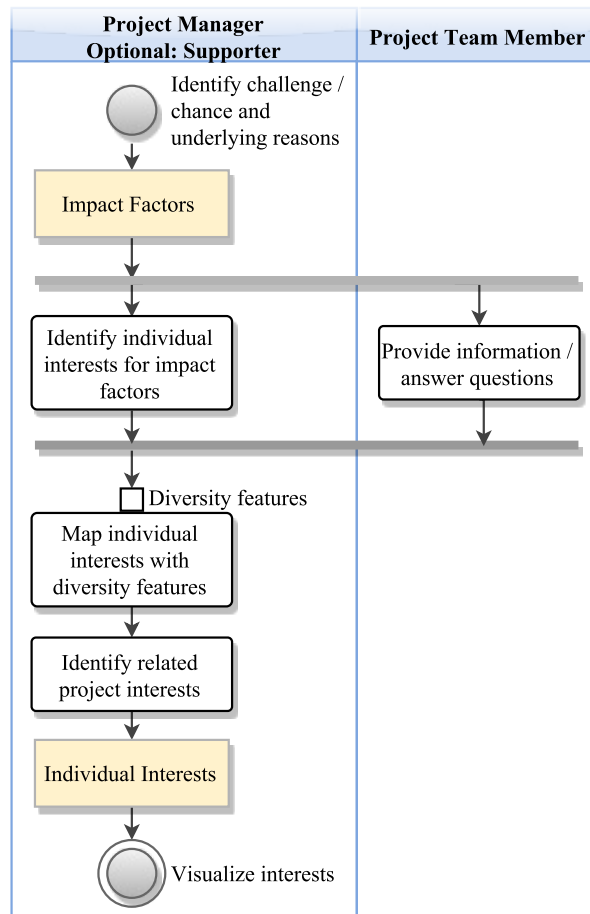 Project Manager
Optional: Supporter
Project Team Member
Identify challenge /
chance and
underlying reasons
Impact Factors
Identify individual
interests for impact
factors
Provide information /
answer questions
Diversity features
Map individual
interests with
diversity features
Identify related
project interests
Individual Interests
Visualize interests